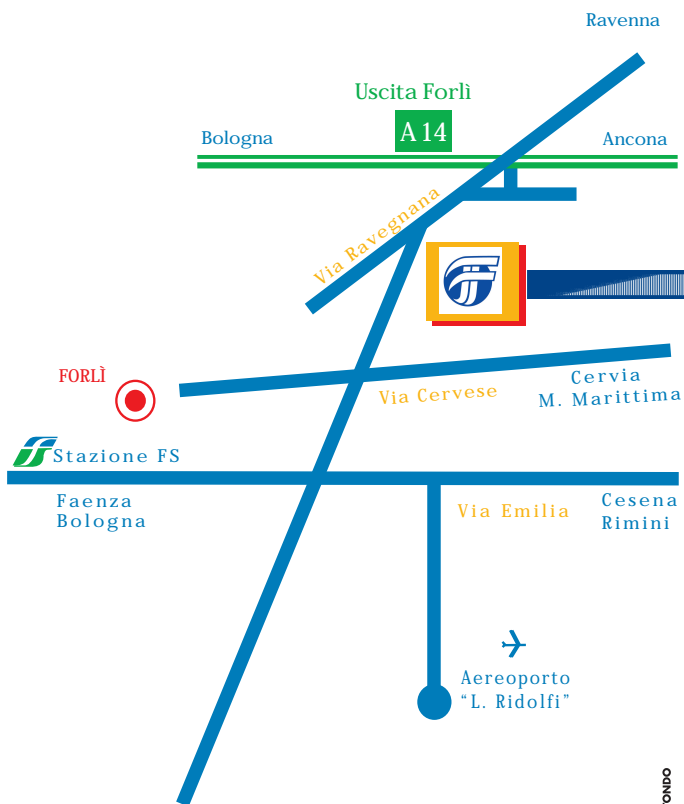 Ravenna
Uscita Forlì
A 14
Bologna
Ancona
Via Ravegnana
FORLÌ
Via Cervese
Cervia
M. Marittima
Stazione FS
Faenza
Bologna
Via Emilia
Cesena
Rimini
Aereoporto
“L. Ridolfi”